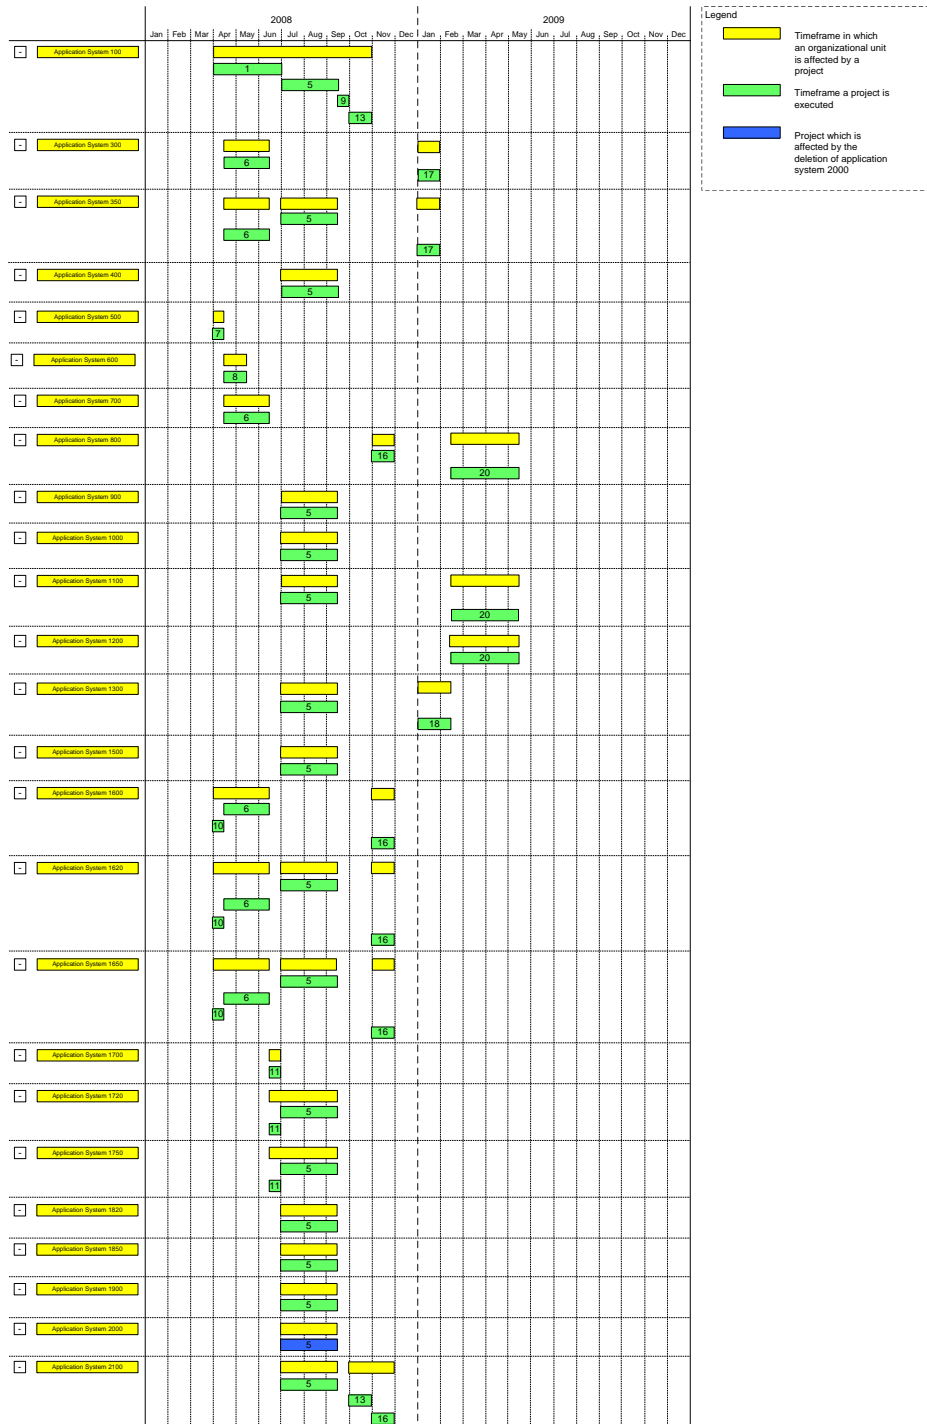 2008 2009
Jan Feb Mar Apr May Jun Jul Aug Sep Oct Nov Dec Jan Feb Mar Apr May Jun Jul Aug Sep Oct Nov Dec
Legend
Timeframe in which
an organizational unit
is affected by a
project
Timeframe a project is
executed
Project which is
affected by the
deletion of application
system 2000
- Application System 100
1
5
9
13
- Application System 300
6
17
- Application System 350
5
6
17
- Application System 400
5
- Application System 500
7
- Application System 600
8
- Application System 700
6
- Application System 800
16
20
- Application System 900
5
- Application System 1000
5
- Application System 1100
5
20
- Application System 1200
20
- Application System 1300
5
18
- Application System 1500
5
- Application System 1600
6
10
16
- Application System 1620
5
6
10
16
- Application System 1650
5
6
10
16
- Application System 1700
11
- Application System 1720
5
11
- Application System 1750
5
11
- Application System 1820
5
- Application System 1850
5
- Application System 1900
5
- Application System 2000
5
- Application System 2100
5
13
16